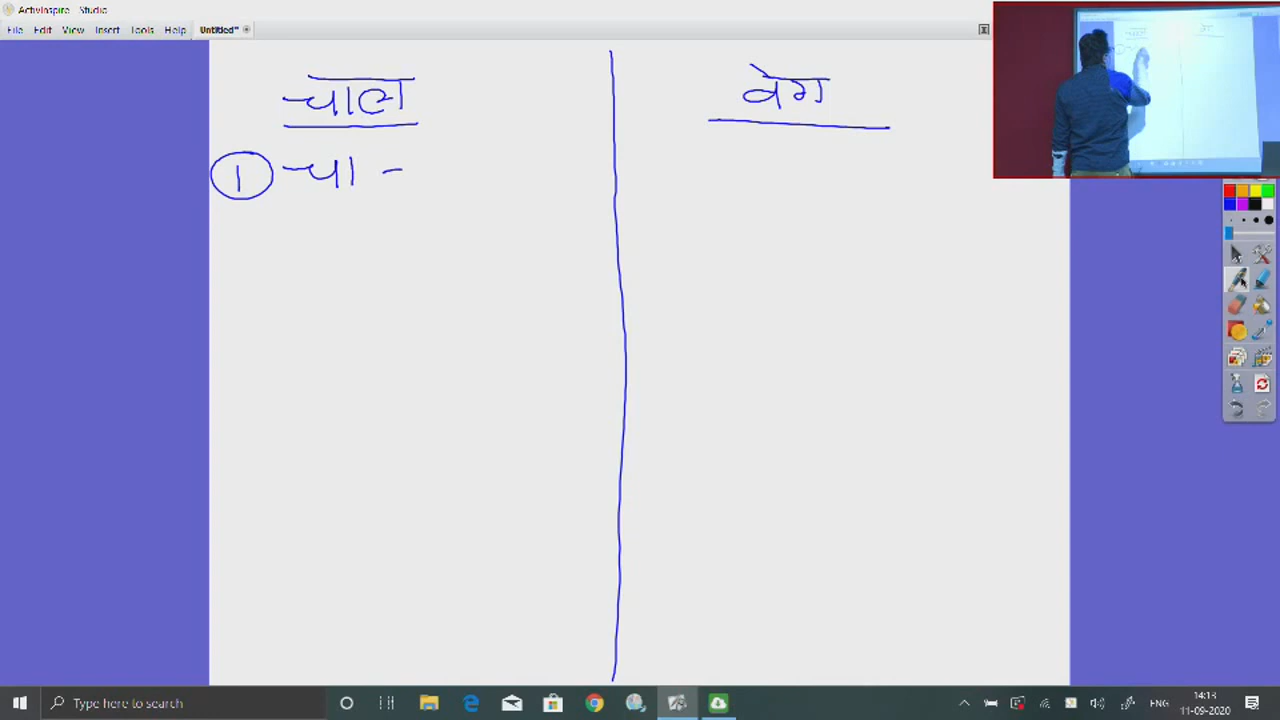 ActivInspire - Studio
File Edit View Insert Tools Help Untitled*
चाल
वेग
① चा
Type here to search
ENG
14:13
11-09-2020